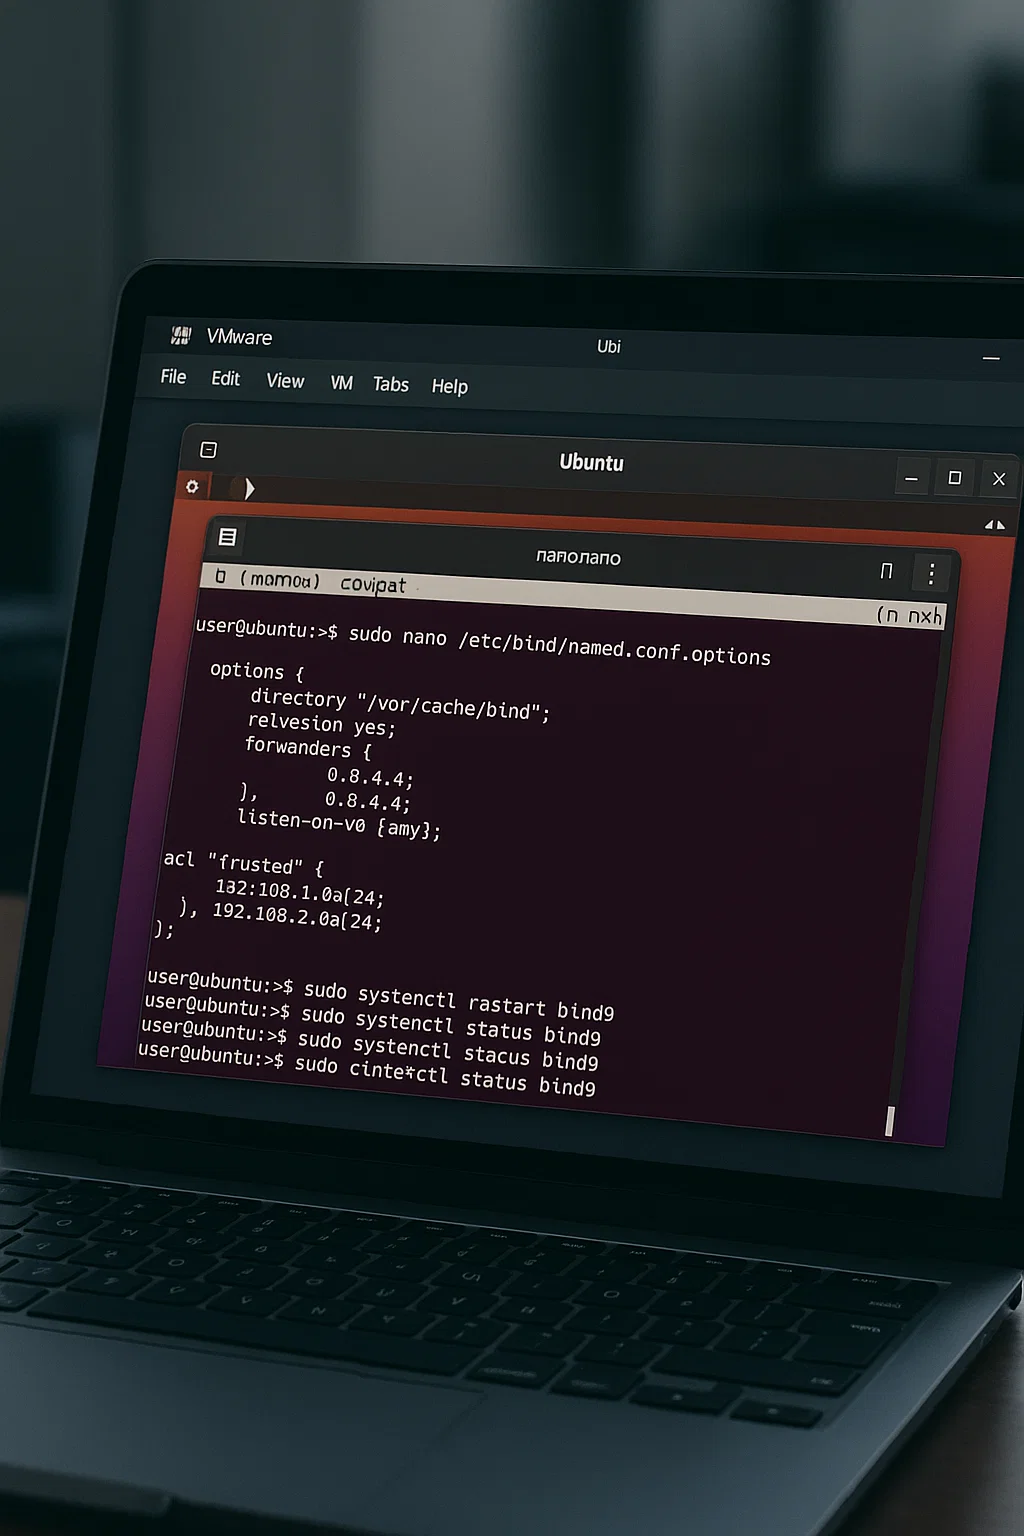 VMware
Ubi
File Edit View VM Tabs Help
Ubuntu
nanonano
b (momou) covipat
(n nxh
user@ubuntu:>$ sudo nano /etc/bind/named.conf.options
options {
directory "/vor/cache/bind";
relvesion yes;
forwanders {
0.8.4.4;
), 0.8.4.4;
listen-on-v0 {amy};
acl "frusted" {
132:108.1.0a[24;
), 192.108.2.0a[24;
);
user@ubuntu:>$ sudo systenctl rastart bind9
user@ubuntu:>$ sudo systenctl status bind9
user@ubuntu:>$ sudo systenctl stacus bind9
user@ubuntu:>$ sudo cinte*ctl status bind9